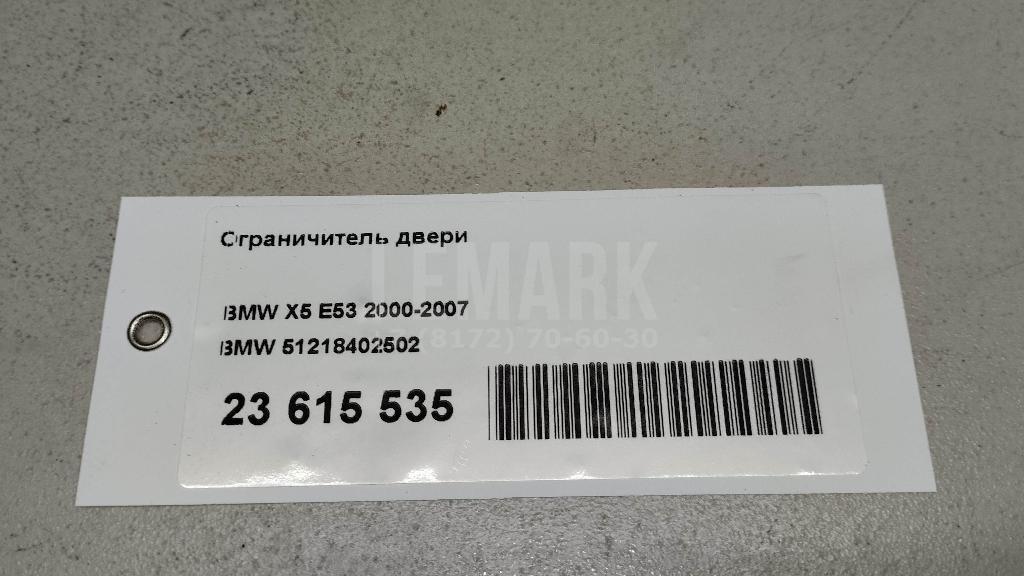 Ограничитель двери
LEMARK
BMW X5 E53 2000-2007
+7 (8172) 70-60-30
BMW 51218402502
23 615 535